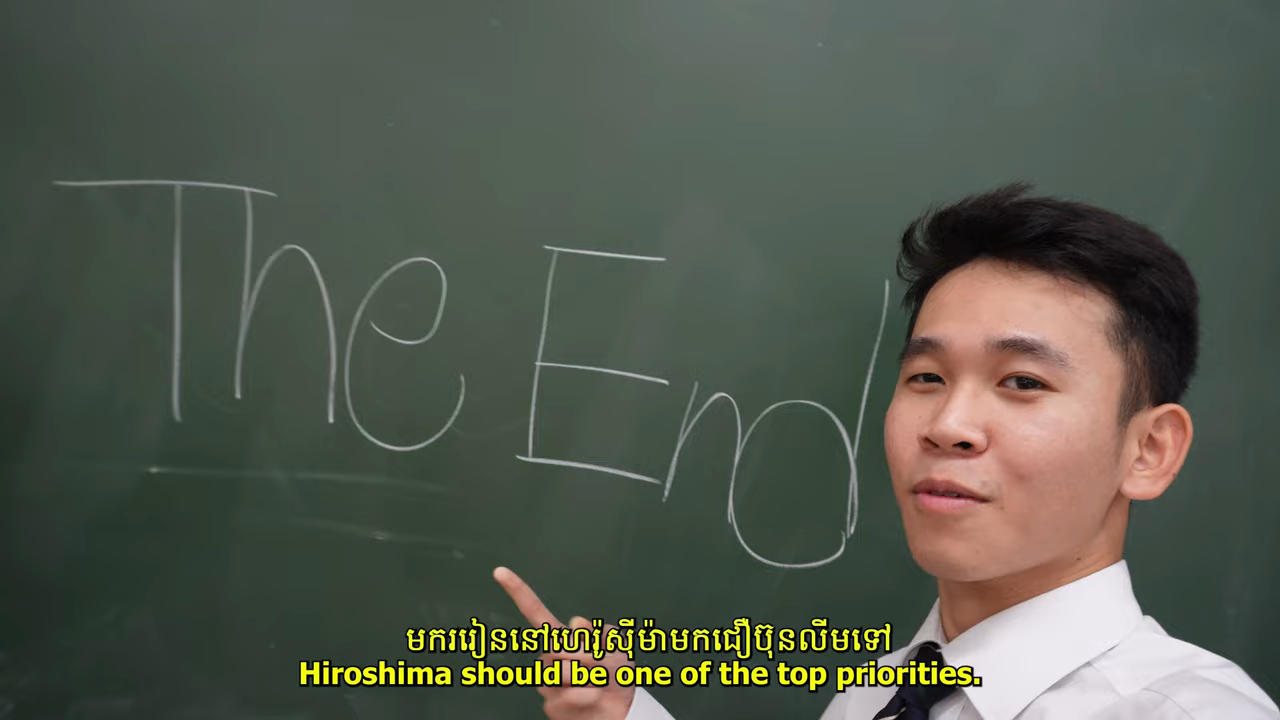 The End
មកររៀននៅហេរ៉ូស៊ីម៉ាមកជឿប៊ុនលីមទៅ
Hiroshima should be one of the top priorities.